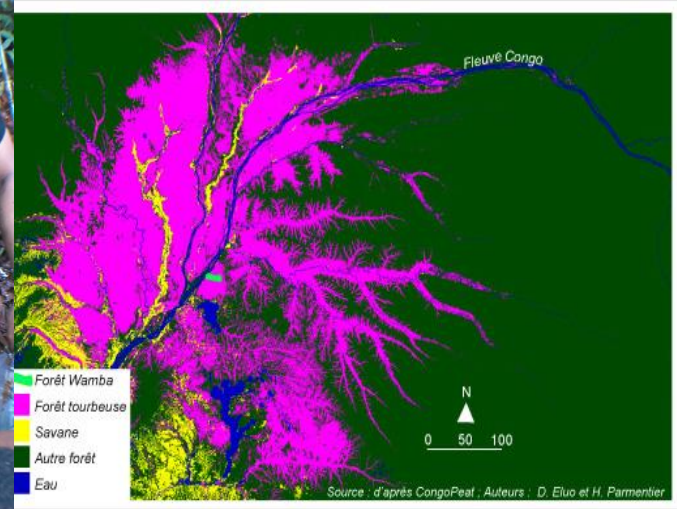 Fleuve Congo
Forêt Wamba
Forêt tourbeuse
Savane
Autre forêt
Eau
N
0 50 100
Source : d'après CongoPeat ; Auteurs : D. Eluo et H. Parmentier